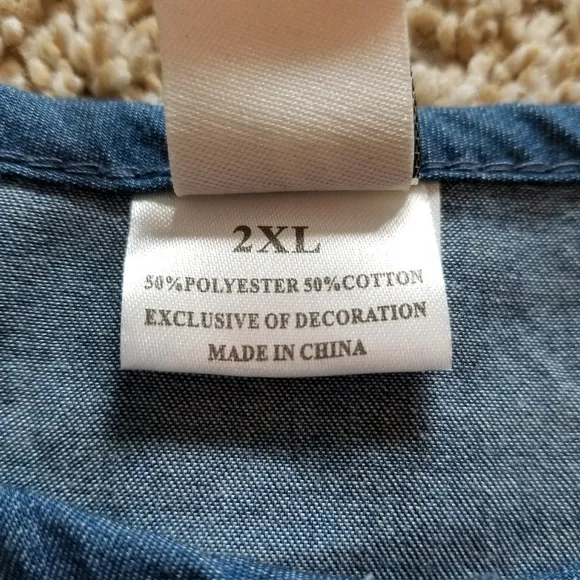 2XL
50%POLYESTER 50%COTTON
EXCLUSIVE OF DECORATION
MADE IN CHINA